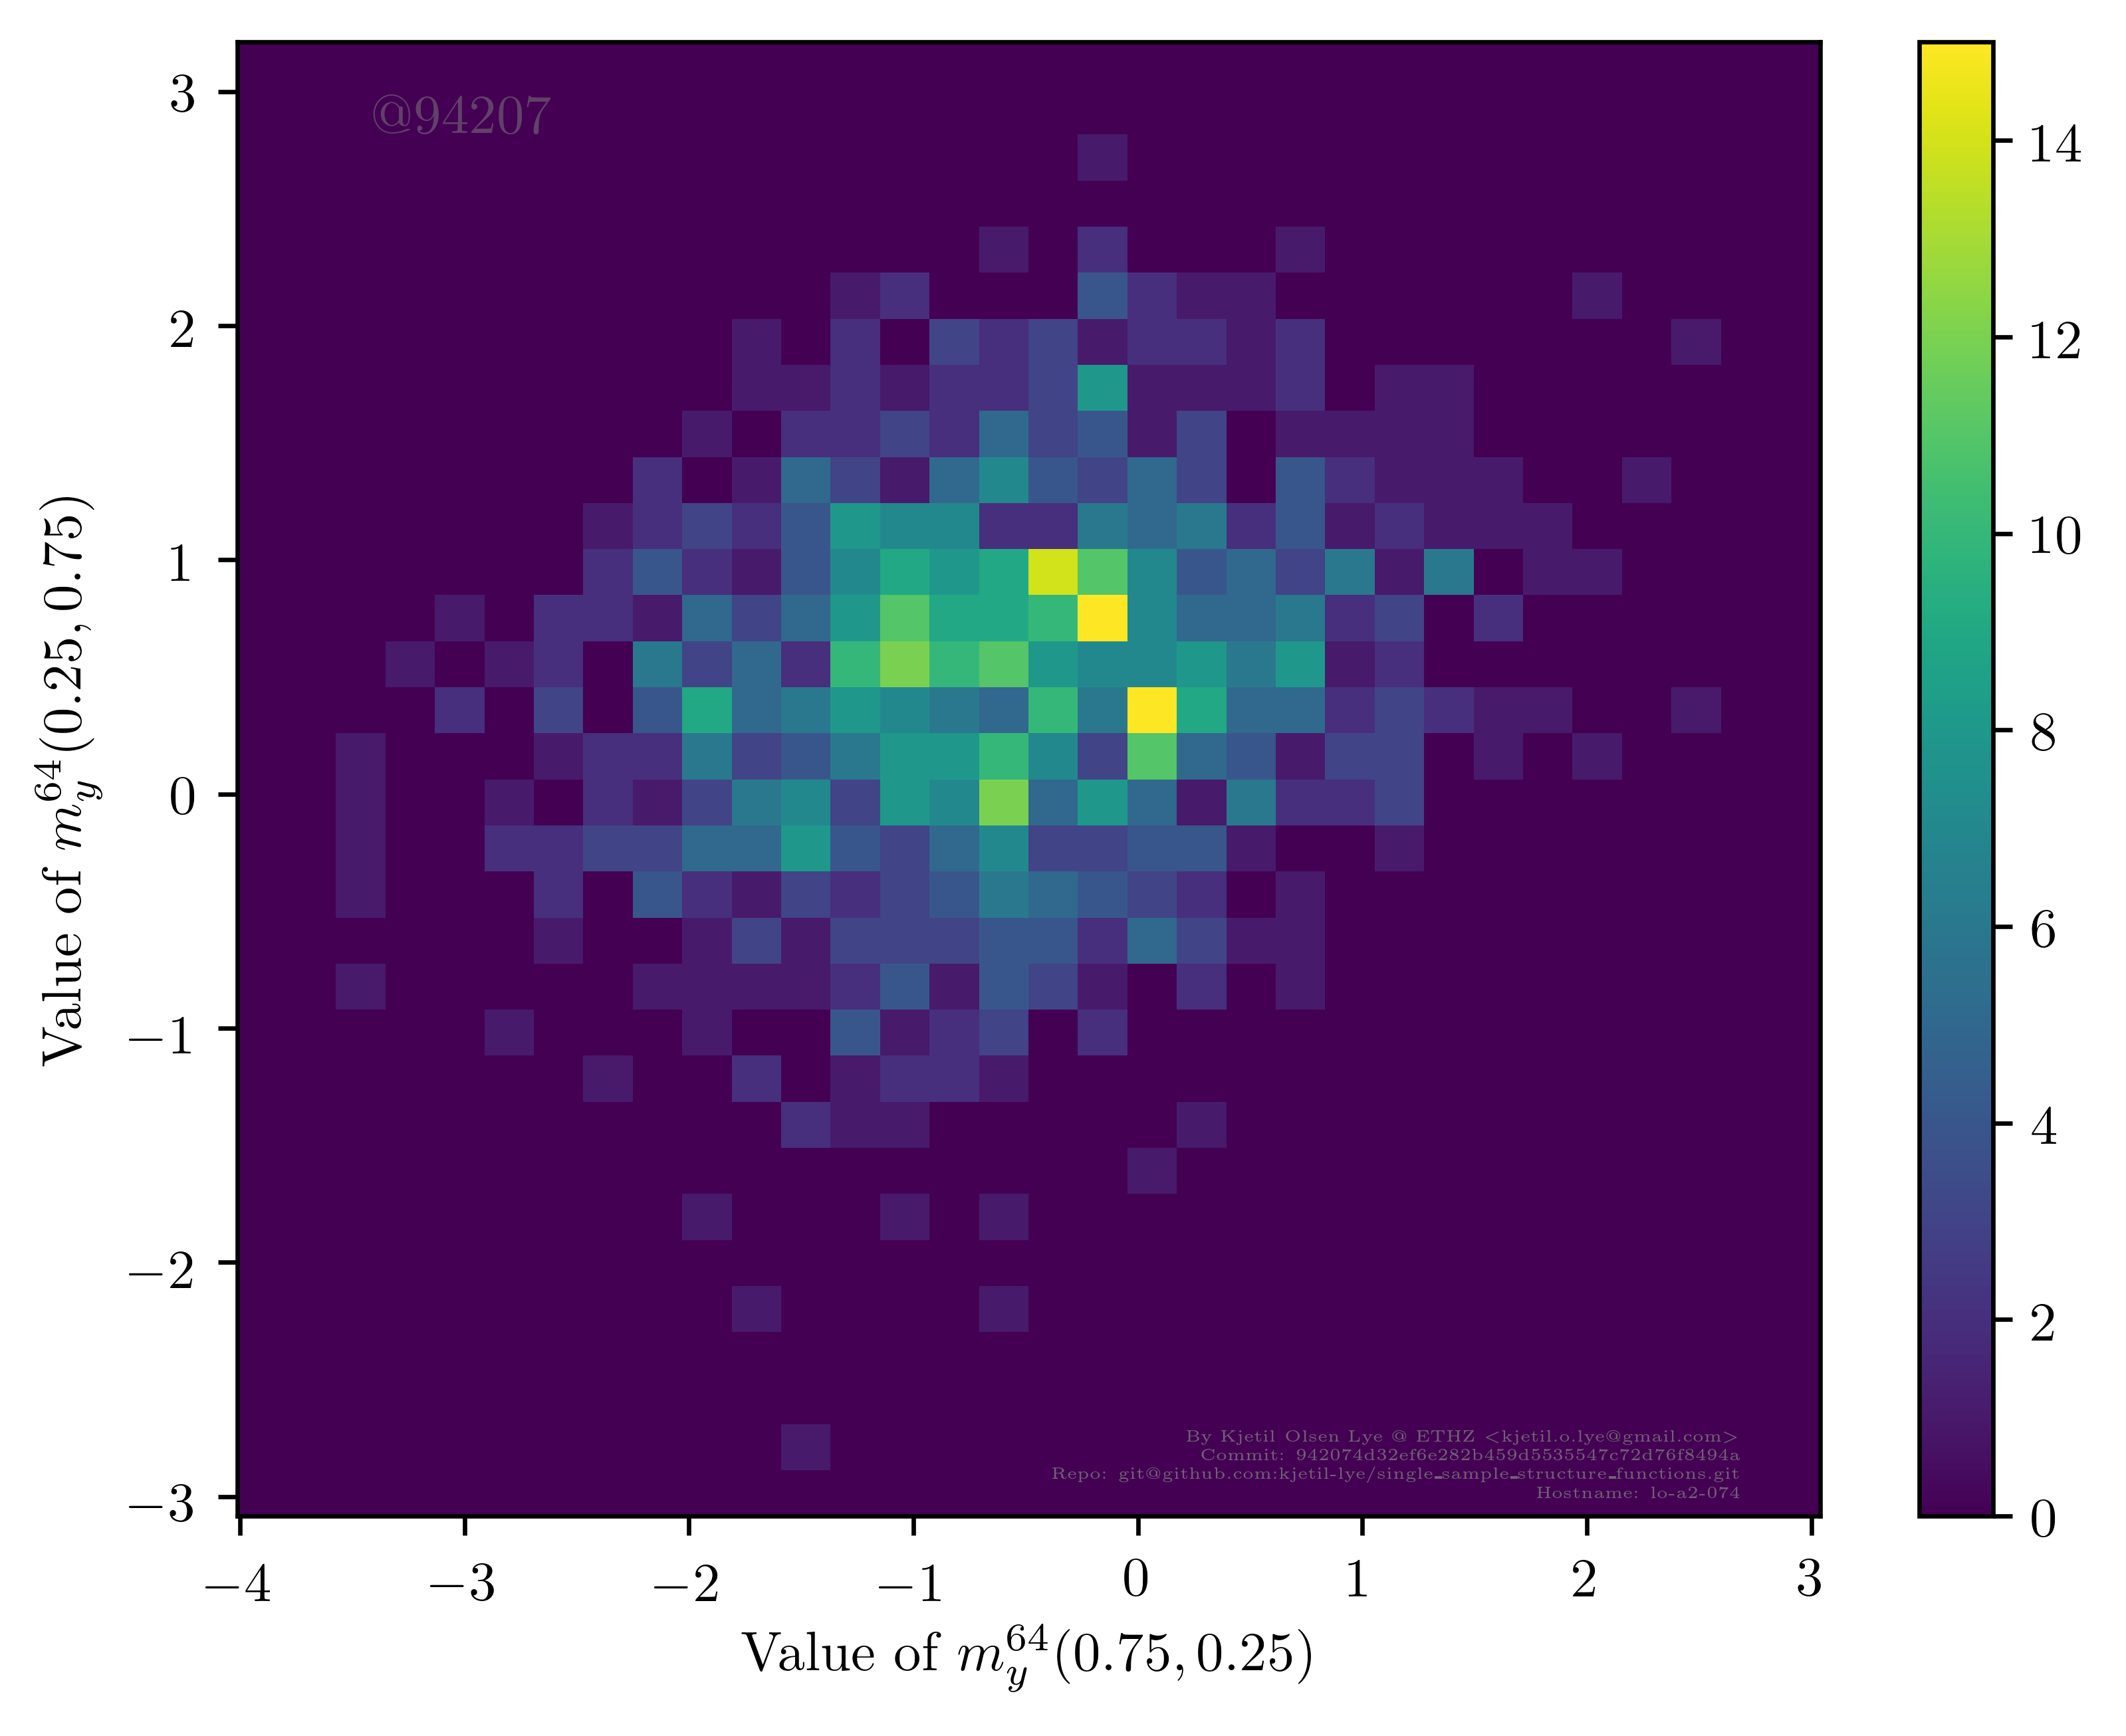 @94207
3
2
1
0
−1
−2
−3
Value of m_y^64(0.25, 0.75)
−4 −3 −2 −1 0 1 2 3
Value of m_y^64(0.75, 0.25)
14
12
10
8
6
4
2
0
By Kjetil Olsen Lye @ ETHZ <kjetil.o.lye@gmail.com>
Commit: 942074d32ef6e282b459d5535547c72d76f8494a
Repo: git@github.com:kjetil-lye/single_sample_structure_functions.git
Hostname: lo-a2-074